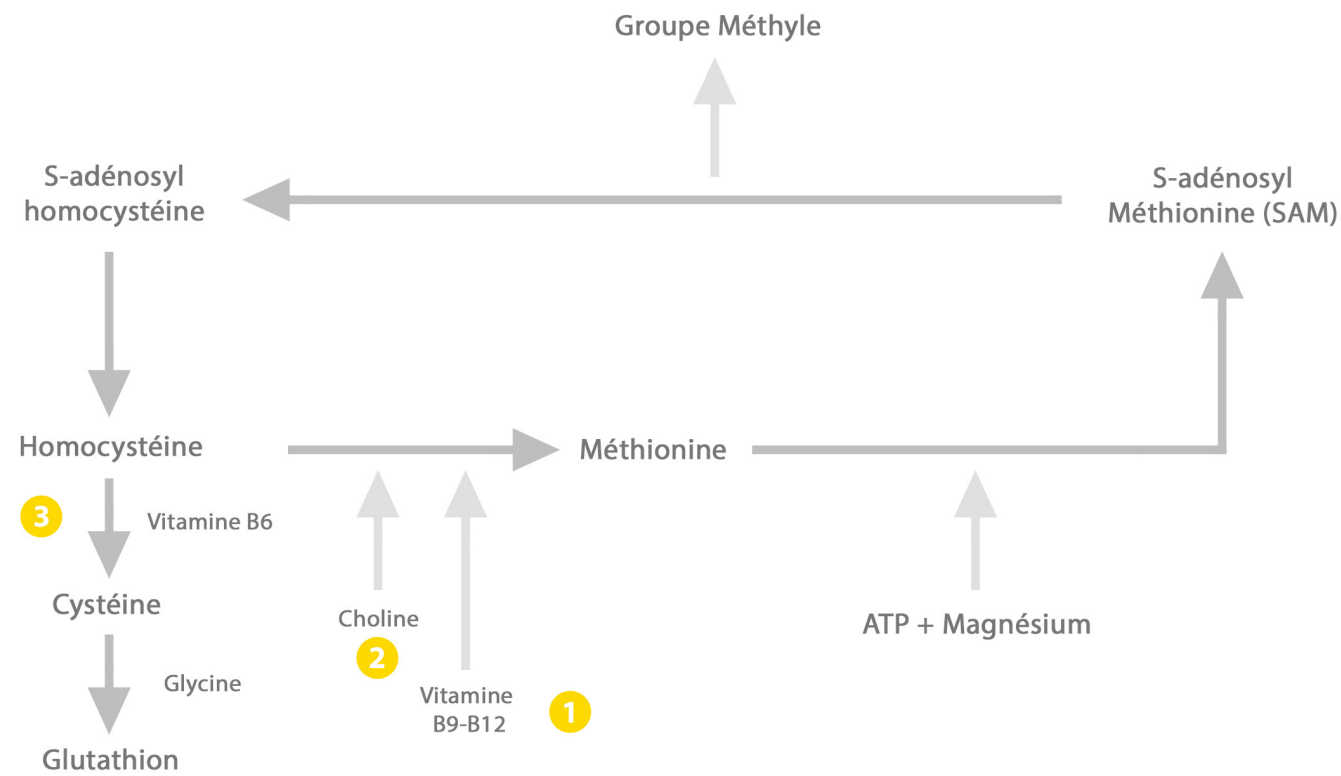 Groupe Méthyle
S-adénosyl
homocystéine
S-adénosyl
Méthionine (SAM)
Homocystéine
Méthionine
3
Vitamine B6
Cystéine
Choline
2
ATP + Magnésium
Glycine
Vitamine
B9-B12
1
Glutathion